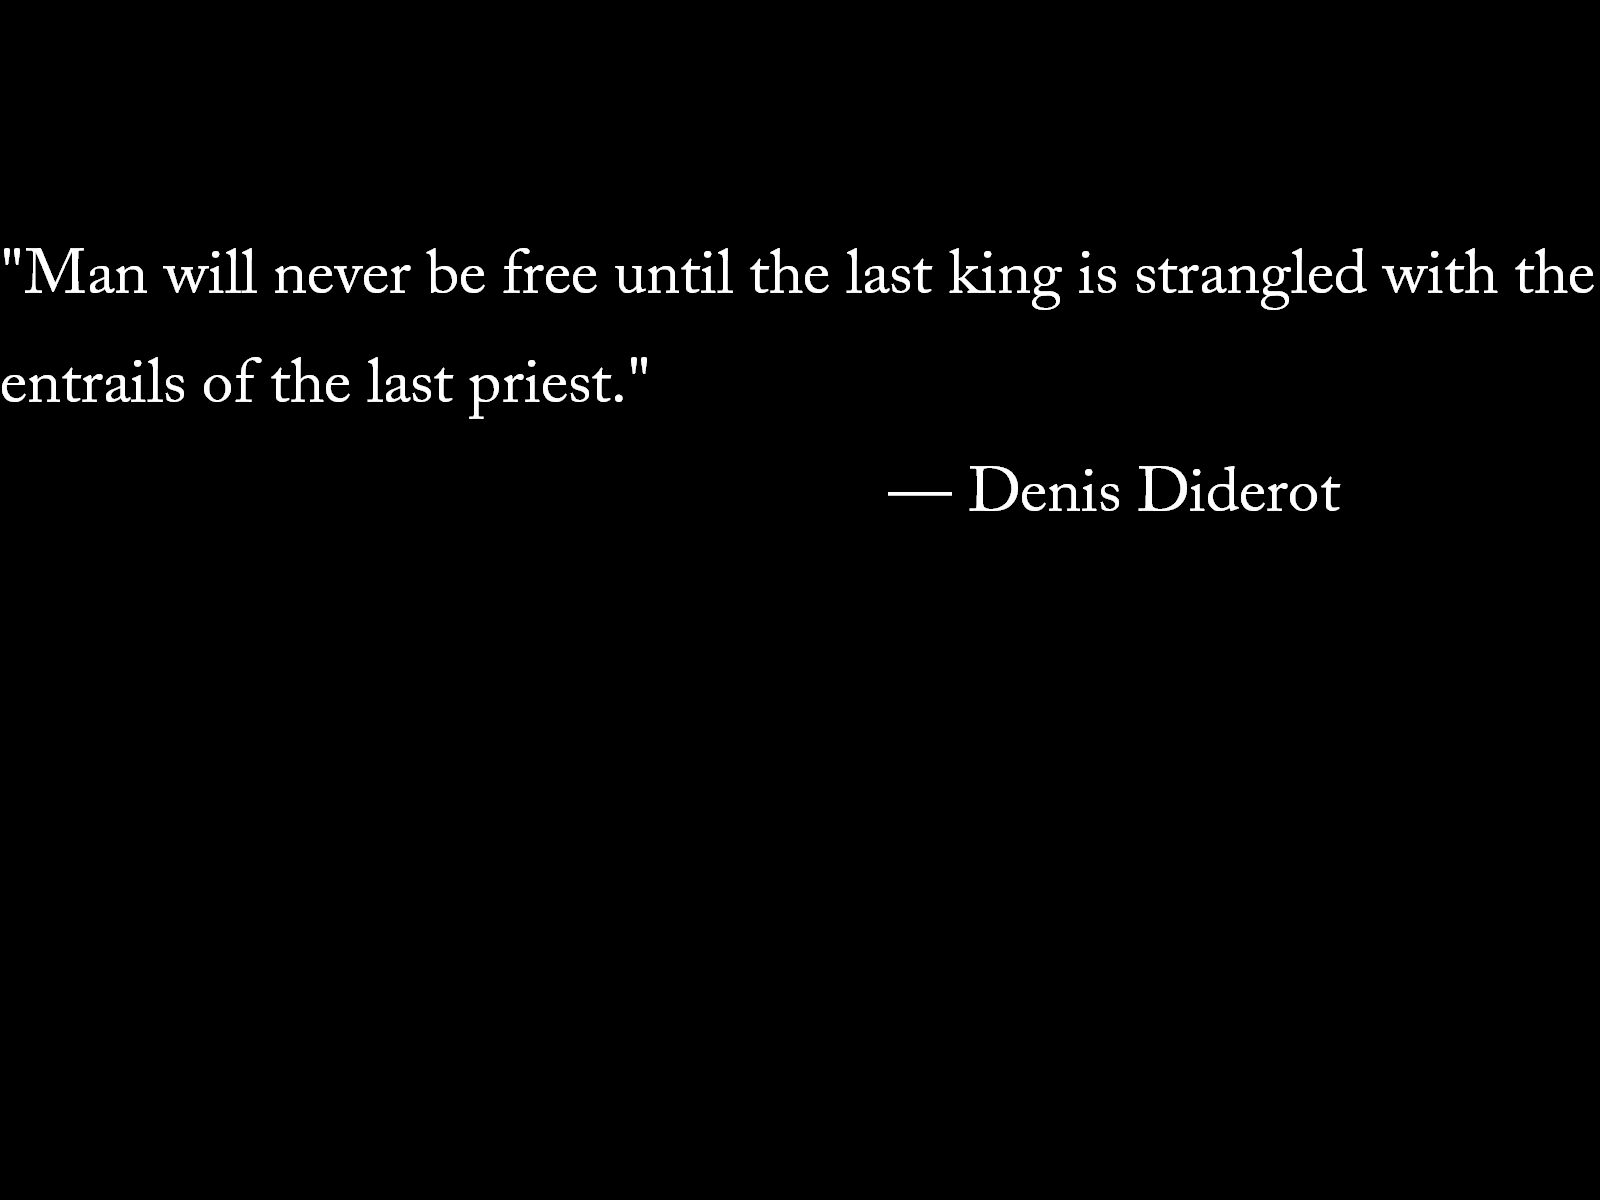 "Man will never be free until the last king is strangled with the
entrails of the last priest."
— Denis Diderot